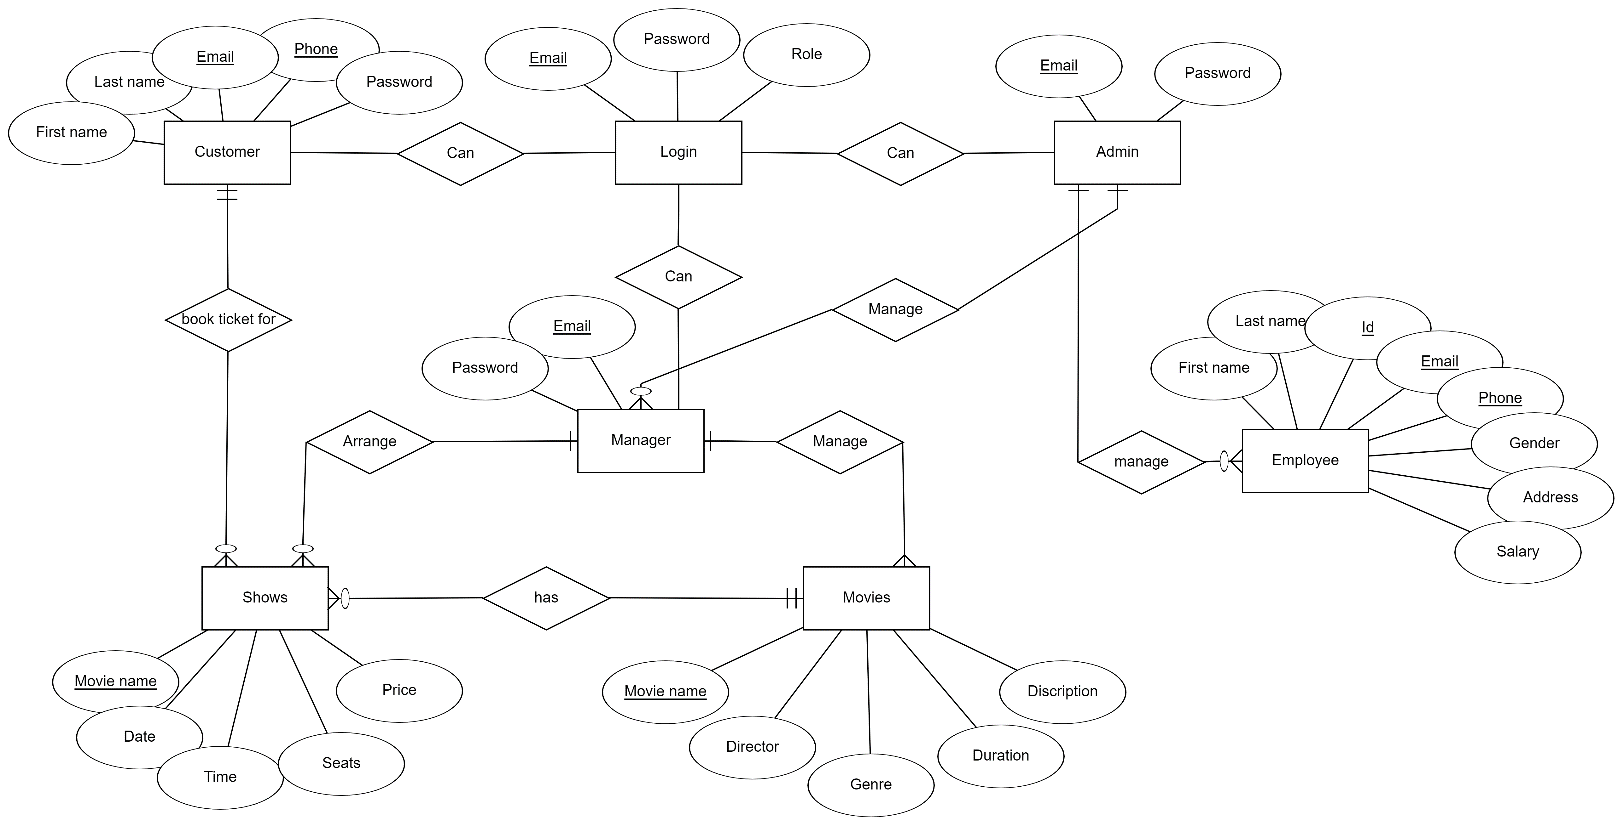 Phone
Email
Last name
Password
First name
Customer
Can
Email
Password
Role
Login
Can
Email
Password
Admin
Can
book ticket for
Manage
Email
Password
Manager
Arrange
Manage
manage
Last name
Id
First name
Email
Phone
Gender
Address
Salary
Employee
Shows
has
Movies
Movie name
Date
Time
Seats
Price
Movie name
Director
Genre
Duration
Discription